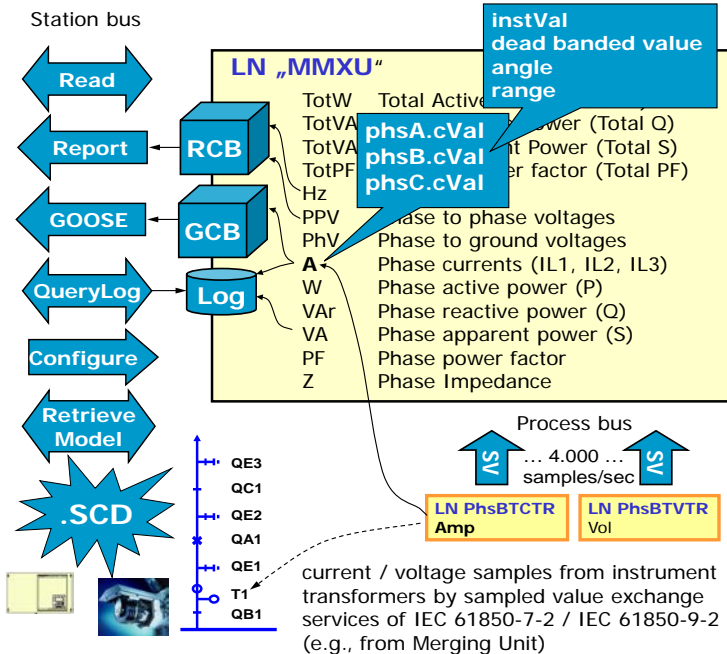 Station bus
Read
Report
GOOSE
QueryLog
Configure
Retrieve
Model
.SCD
RCB
GCB
Log
LN „MMXU“
TotW Total Active
TotVA ower (Total Q)
TotVA nt Power (Total S)
TotPF er factor (Total PF)
Hz
PPV Phase to phase voltages
PhV Phase to ground voltages
A Phase currents (IL1, IL2, IL3)
W Phase active power (P)
VAr Phase reactive power (Q)
VA Phase apparent power (S)
PF Phase power factor
Z Phase Impedance
instVal
dead banded value
angle
range
phsA.cVal
phsB.cVal
phsC.cVal
Process bus
SV
... 4.000 ...
samples/sec
SV
LN PhsBTCTR
Amp
LN PhsBTVTR
Vol
QE3
QC1
QE2
QA1
QE1
T1
QB1
current / voltage samples from instrument
transformers by sampled value exchange
services of IEC 61850-7-2 / IEC 61850-9-2
(e.g., from Merging Unit)